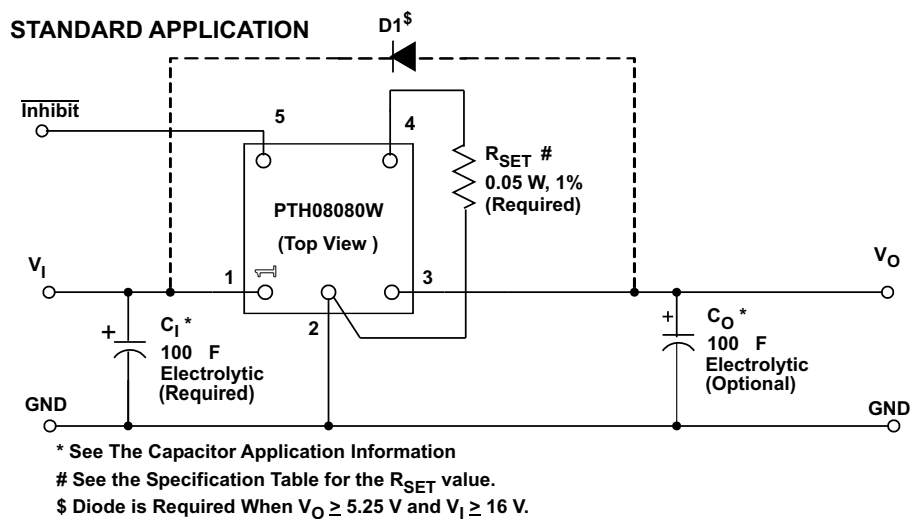 STANDARD APPLICATION
D1$
Inhibit
5
4
RSET #
0.05 W, 1%
(Required)
PTH08080W
(Top View )
VI
1
1
3
VO
2
+
CI *
100 F
Electrolytic
(Required)
+
CO *
100 F
Electrolytic
(Optional)
GND
GND
* See The Capacitor Application Information
# See the Specification Table for the RSET value.
$ Diode is Required When VO ≥ 5.25 V and VI ≥ 16 V.